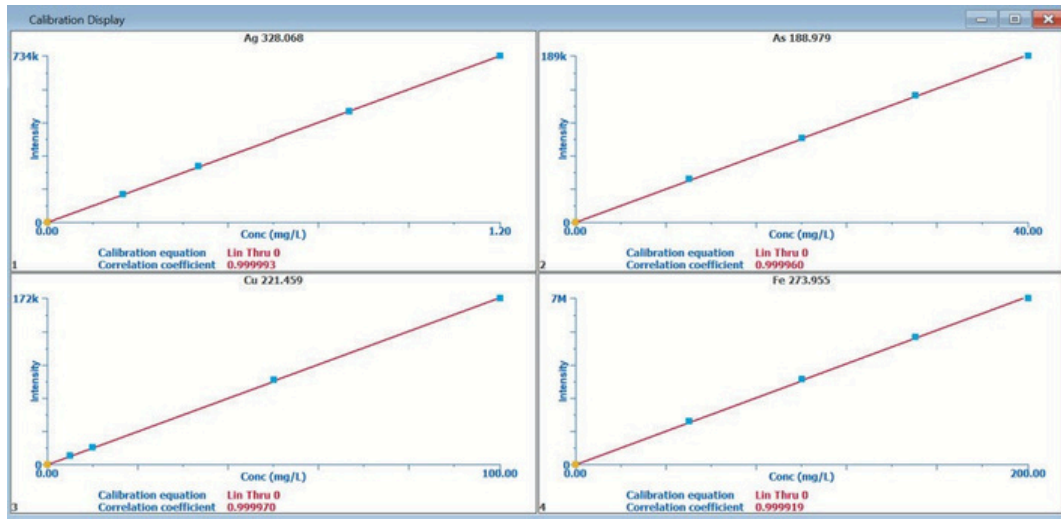 Calibration Display
Ag 328.068
734k
Intensity
0
0.00
Conc (mg/L)
1.20
Calibration equation Lin Thru 0
1
Correlation coefficient 0.999993
As 188.979
189k
Intensity
0
0.00
Conc (mg/L)
40.00
Calibration equation Lin Thru 0
2
Correlation coefficient 0.999960
Cu 221.459
172k
Intensity
0
0.00
Conc (mg/L)
100.00
Calibration equation Lin Thru 0
3
Correlation coefficient 0.999970
Fe 273.955
7M
Intensity
0
0.00
Conc (mg/L)
200.00
Calibration equation Lin Thru 0
4
Correlation coefficient 0.999919